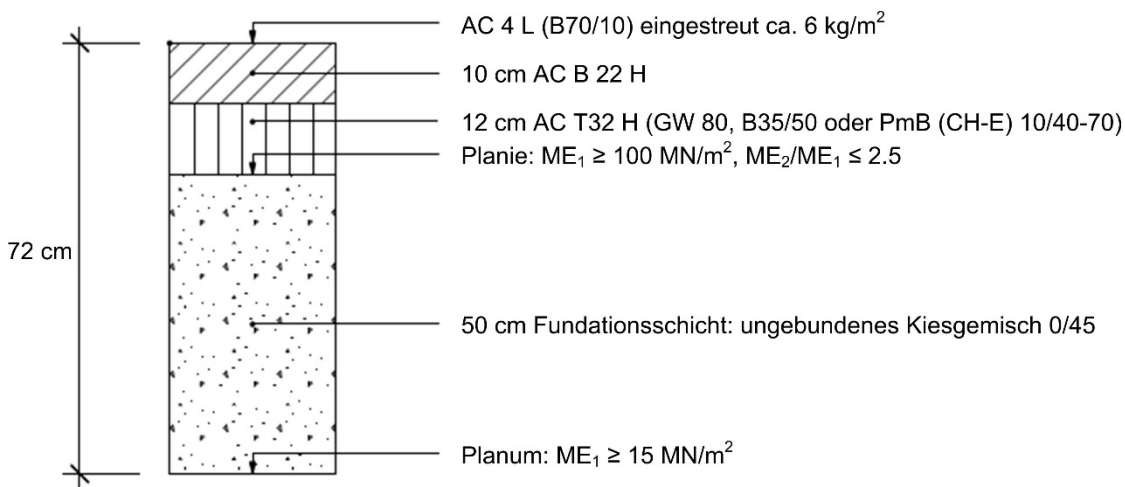 AC 4 L (B70/10) eingestreut ca. 6 kg/m²
10 cm AC B 22 H
12 cm AC T32 H (GW 80, B35/50 oder PmB (CH-E) 10/40-70)
Planie: ME₁ ≥ 100 MN/m², ME₂/ME₁ ≤ 2.5
72 cm
50 cm Fundationsschicht: ungebundenes Kiesgemisch 0/45
Planum: ME₁ ≥ 15 MN/m²